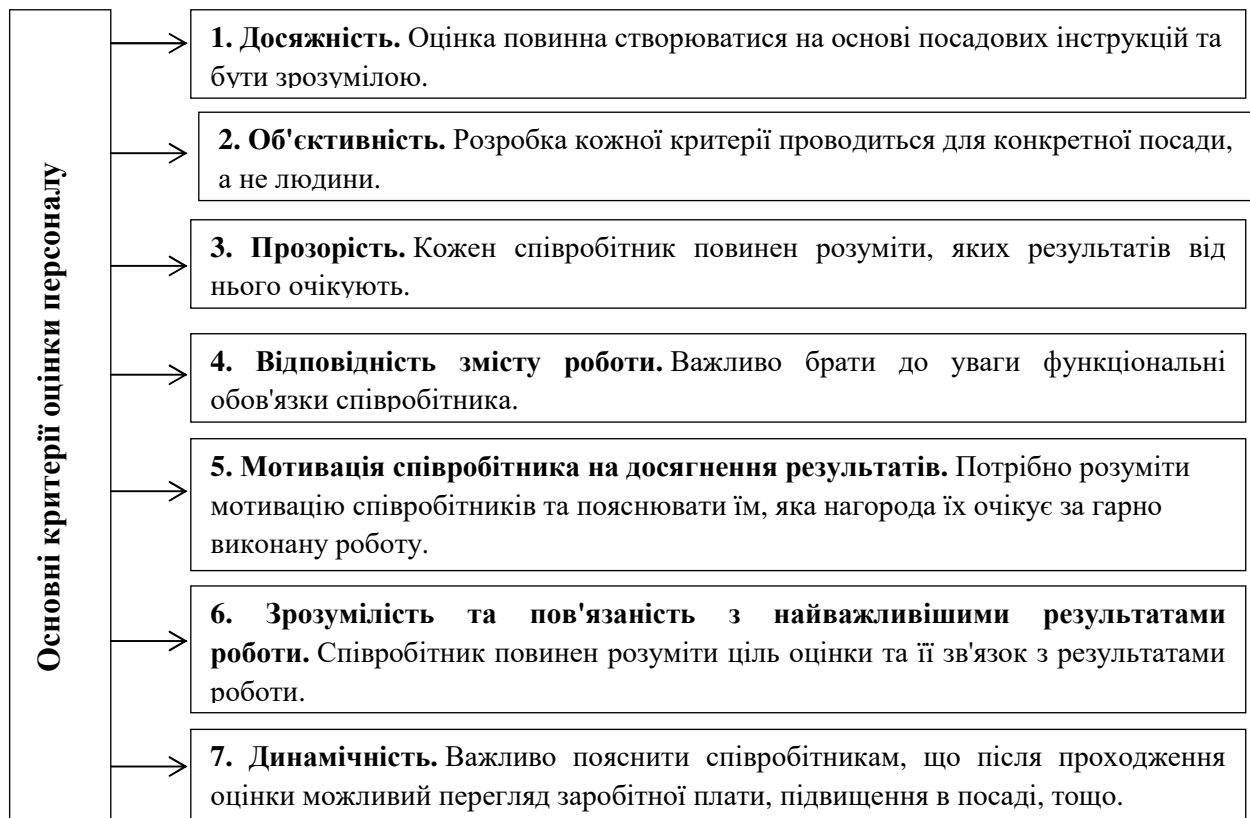 Основні критерії оцінки персоналу
1. Досяжність. Оцінка повинна створюватися на основі посадових інструкцій та
бути зрозумілою.
2. Об'єктивність. Розробка кожної критерії проводиться для конкретної посади,
а не людини.
3. Прозорість. Кожен співробітник повинен розуміти, яких результатів від
нього очікують.
4. Відповідність змісту роботи. Важливо брати до уваги функціональні
обов'язки співробітника.
5. Мотивація співробітника на досягнення результатів. Потрібно розуміти
мотивацію співробітників та пояснювати їм, яка нагорода їх очікує за гарно
виконану роботу.
6. Зрозумілість та пов'язаність з найважливішими результатами
роботи. Співробітник повинен розуміти ціль оцінки та її зв'язок з результатами
роботи.
7. Динамічність. Важливо пояснити співробітникам, що після проходження
оцінки можливий перегляд заробітної плати, підвищення в посаді, тощо.